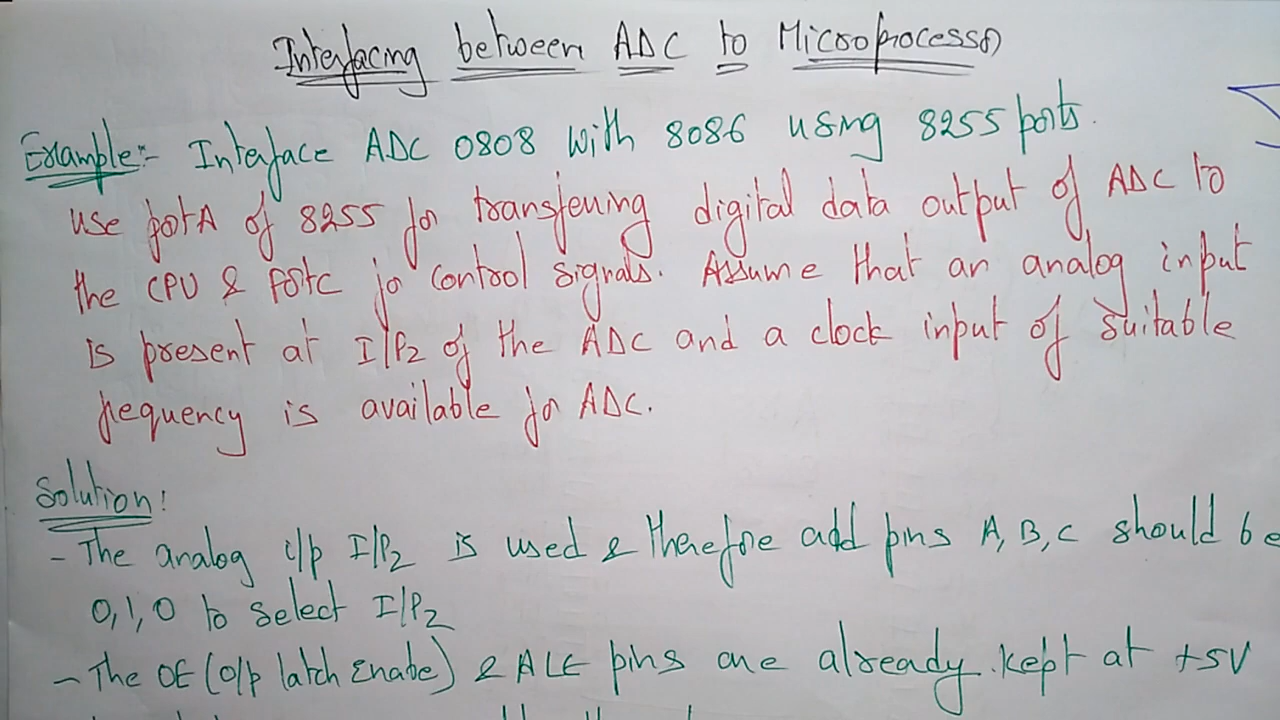 Interfacing between ADC to Microprocessor
Example:- Interface ADC 0808 with 8086 using 8255 ports.
use port A of 8255 for transferring digital data output of ADC to
the CPU & Port C for control signals. Assume that an analog input
is present at I/P2 of the ADC and a clock input of suitable
frequency is available for ADC.
Solution:
- The analog i/p I/P2 is used & therefore add pins A, B, C should be
0, 1, 0 to select I/P2
- The OE (o/p latch Enable) & ALE pins are already kept at +5V